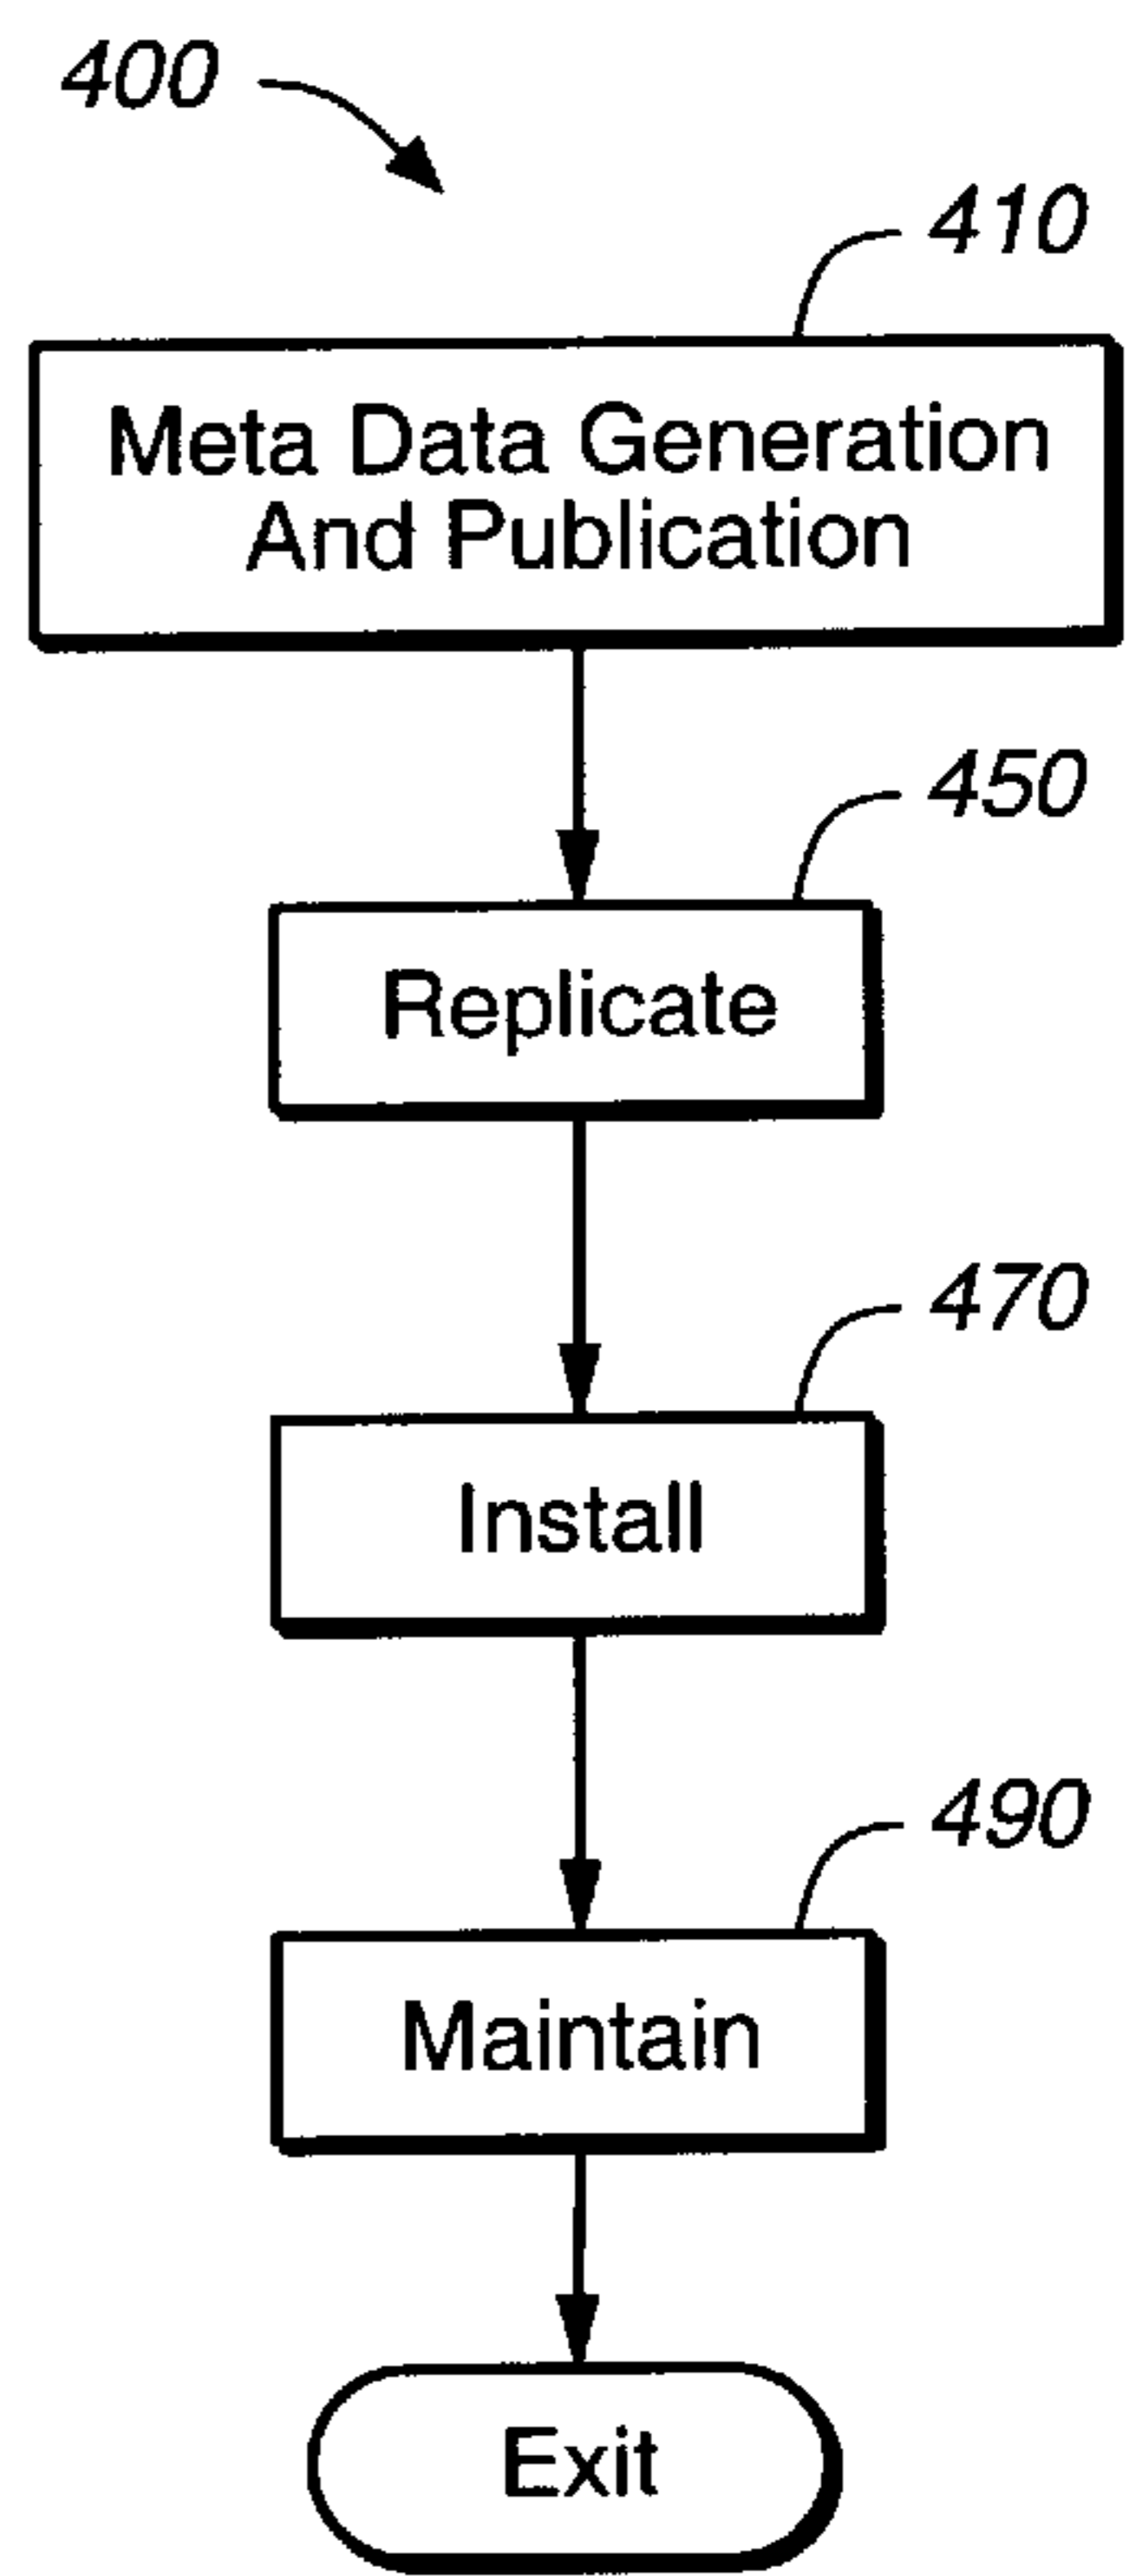 400
410
Meta Data Generation
And Publication
450
Replicate
470
Install
490
Maintain
Exit